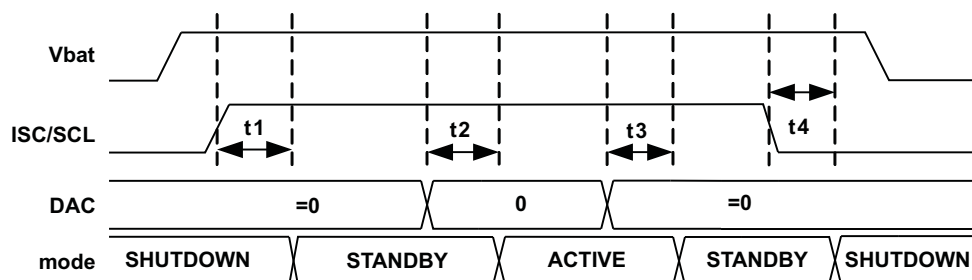 Vbat
ISC/SCL t1 t2 t3 t4
DAC =0 0 =0
mode SHUTDOWN STANDBY ACTIVE STANDBY SHUTDOWN